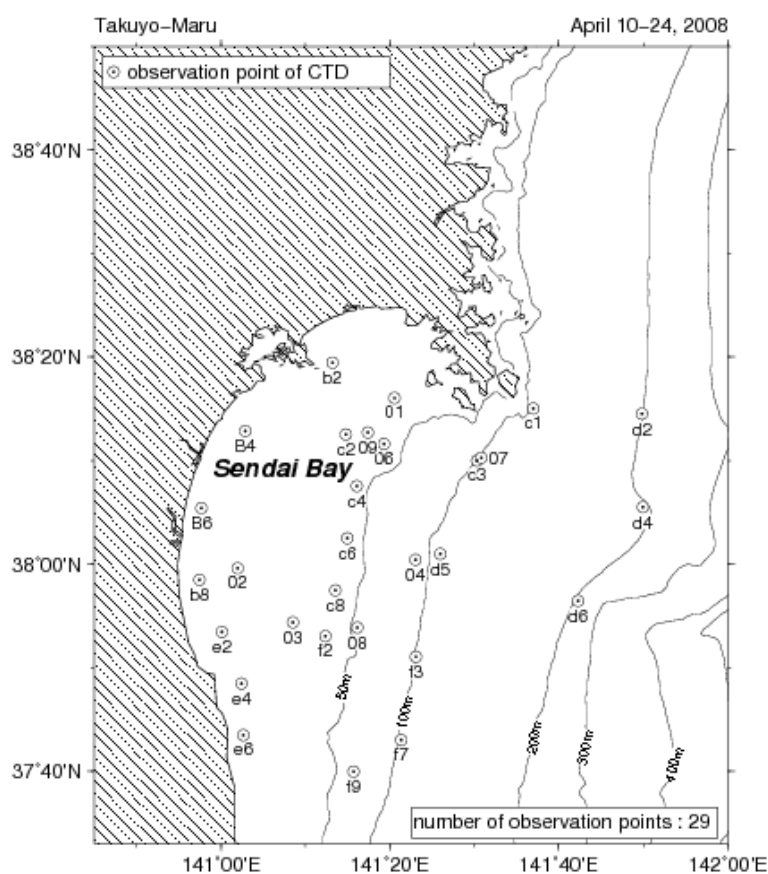 Takuyo-Maru April 10-24, 2008
observation point of CTD
38°40'N
38°20'N
b2
01
c1
d2
B4
c2
09
06
07
c3
Sendai Bay
c4
B6
d4
c6
04
d5
38°00'N
02
b8
c8
d6
03
f2
08
e2
f3
e4
50m
100m
200m
300m
400m
e6
f7
37°40'N
f9
number of observation points : 29
141°00'E 141°20'E 141°40'E 142°00'E